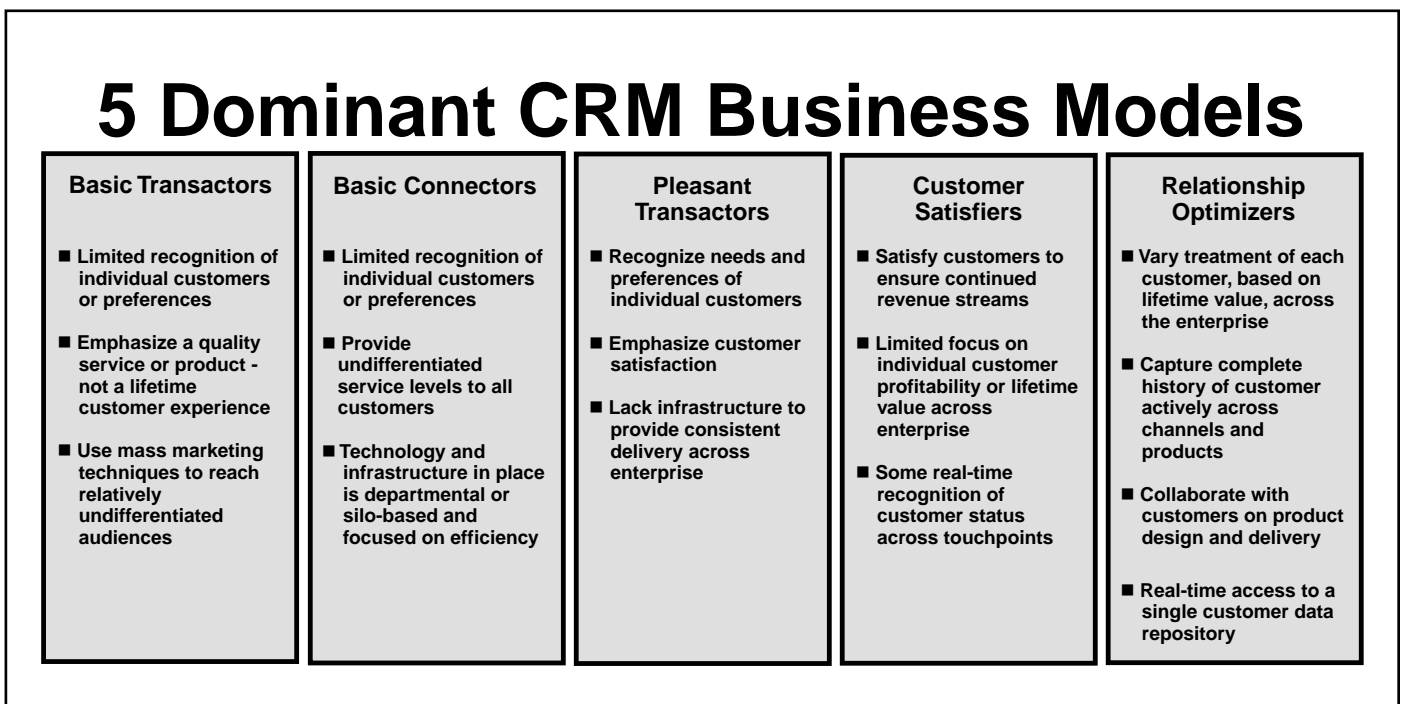 5 Dominant CRM Business Models
Basic Transactors
■ Limited recognition of
individual customers
or preferences
■ Emphasize a quality
service or product -
not a lifetime
customer experience
■ Use mass marketing
techniques to reach
relatively
undifferentiated
audiences
Basic Connectors
■ Limited recognition of
individual customers
or preferences
■ Provide
undifferentiated
service levels to all
customers
■ Technology and
infrastructure in place
is departmental or
silo-based and
focused on efficiency
Pleasant
Transactors
■ Recognize needs and
preferences of
individual customers
■ Emphasize customer
satisfaction
■ Lack infrastructure to
provide consistent
delivery across
enterprise
Customer
Satisfiers
■ Satisfy customers to
ensure continued
revenue streams
■ Limited focus on
individual customer
profitability or lifetime
value across
enterprise
■ Some real-time
recognition of
customer status
across touchpoints
Relationship
Optimizers
■ Vary treatment of each
customer, based on
lifetime value, across
the enterprise
■ Capture complete
history of customer
actively across
channels and
products
■ Collaborate with
customers on product
design and delivery
■ Real-time access to a
single customer data
repository